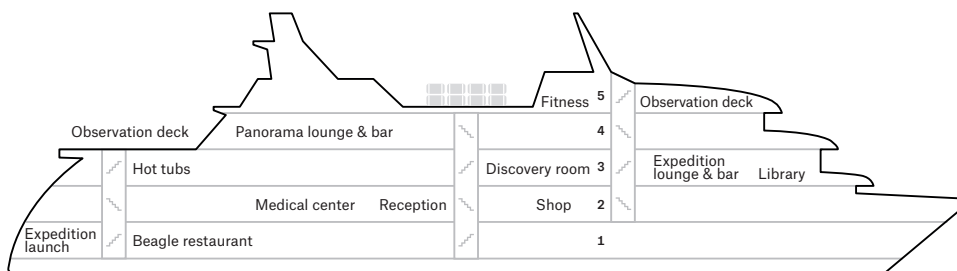 Fitness 5 Observation deck
Observation deck Panorama lounge & bar 4
Hot tubs Discovery room 3 Expedition
lounge & bar Library
Medical center Reception Shop 2
Expedition
launch Beagle restaurant 1